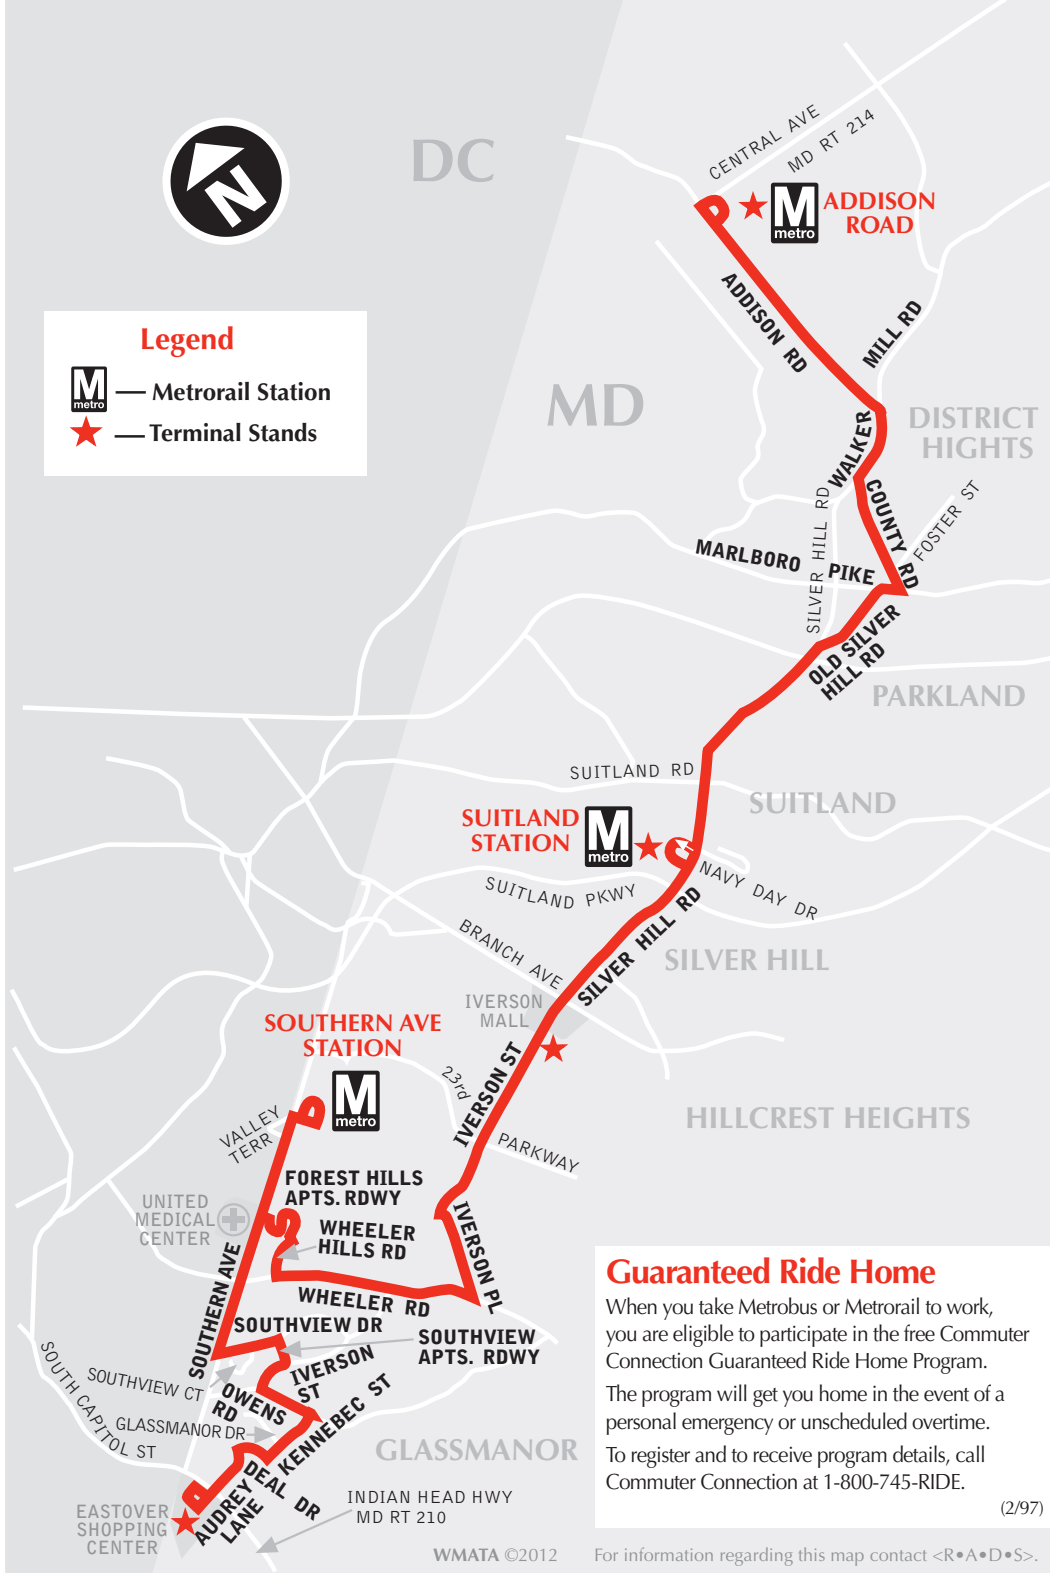 DC
CENTRAL AVE
MD RT 214
M
metro
ADDISON
ROAD
N
ADDISON RD
MILL RD
Legend
M
metro
Metrorail Station
Terminal Stands
MD
DISTRICT
HIGHTS
WALKER
COUNTY RD
FOSTER ST
SILVER HILL RD
MARLBORO PIKE
OLD SILVER
HILL RD
PARKLAND
SUITLAND RD
SUITLAND
SUITLAND
STATION
M
metro
NAVY DAY DR
SUITLAND PKWY
SILVER HILL RD
BRANCH AVE
SILVER HILL
IVERSON
MALL
SOUTHERN AVE
STATION
M
metro
23rd
PARKWAY
IVERSON ST
HILLCREST HEIGHTS
VALLEY
TERR
FOREST HILLS
APTS. RDWY
UNITED
MEDICAL
CENTER
WHEELER
HILLS RD
IVERSON PL
WHEELER RD
SOUTHERN AVE
SOUTHVIEW DR
SOUTHVIEW
APTS. RDWY
IVERSON
ST
SOUTH CAPITOL ST
SOUTHVIEW CT
OWENS
RD
GLASSMANOR DR
KENNEBEC ST
GLASSMANOR
DEAL DR
AUDREY
LANE
EASTOVER
SHOPPING
CENTER
INDIAN HEAD HWY
MD RT 210
Guaranteed Ride Home
When you take Metrobus or Metrorail to work,
you are eligible to participate in the free Commuter
Connection Guaranteed Ride Home Program.
The program will get you home in the event of a
personal emergency or unscheduled overtime.
To register and to receive program details, call
Commuter Connection at 1-800-745-RIDE.
(2/97)
WMATA ©2012
For information regarding this map contact <R•A•D•S>.